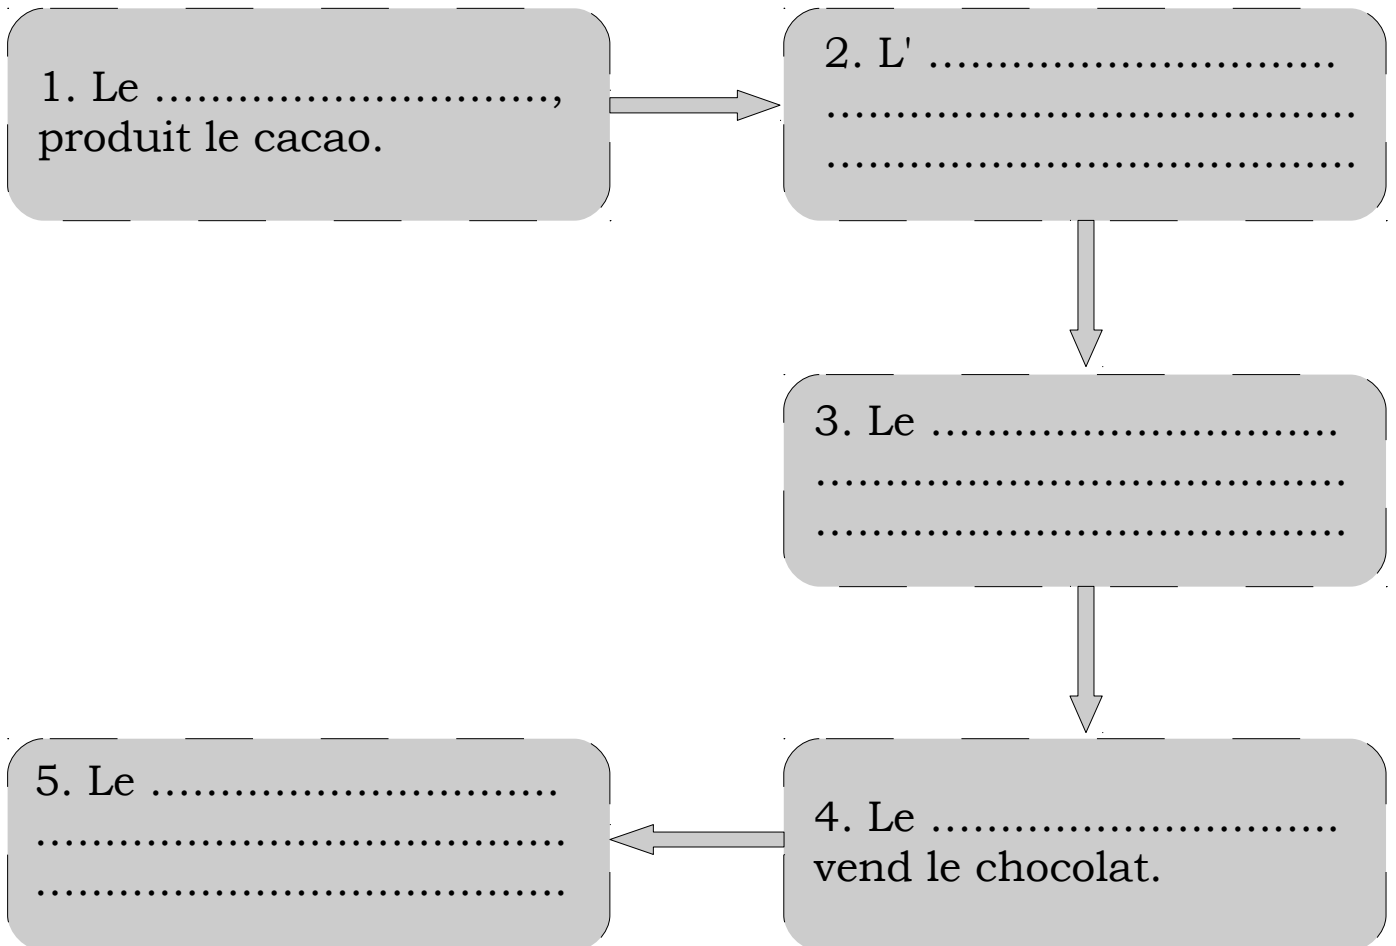 1. Le .............................,
produit le cacao.
2. L' ..............................
.......................................
.......................................
3. Le ..............................
.......................................
.......................................
4. Le ..............................
vend le chocolat.
5. Le ..............................
.......................................
.......................................